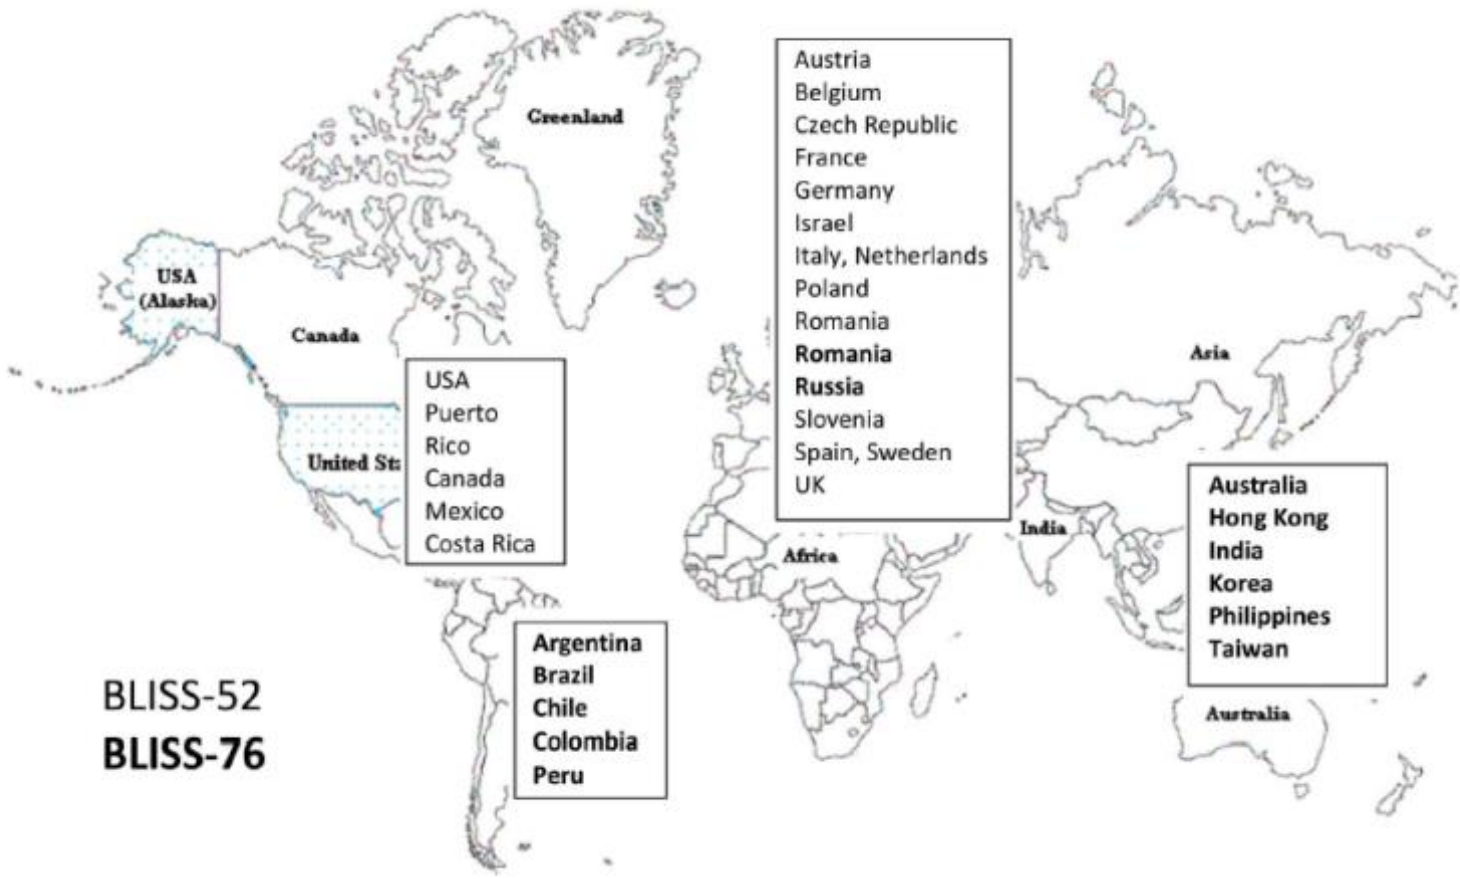 Greenland
USA
(Alaska)
Canada
USA
Puerto
Rico
Canada
Mexico
Costa Rica
United Sta
Austria
Belgium
Czech Republic
France
Germany
Israel
Italy, Netherlands
Poland
Romania
Romania
Russia
Slovenia
Spain, Sweden
UK
Asia
India
Africa
Australia
Hong Kong
India
Korea
Philippines
Taiwan
Australia
Argentina
Brazil
Chile
Colombia
Peru
BLISS-52
BLISS-76